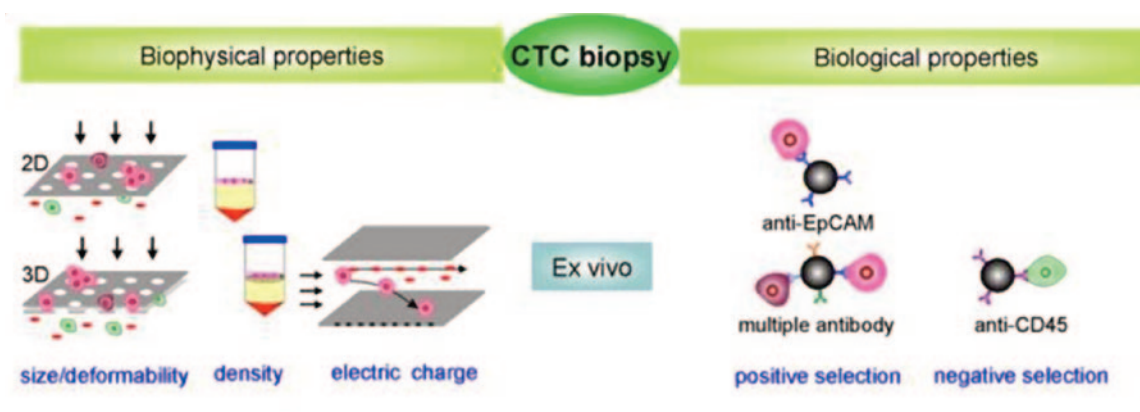 Biophysical properties
CTC biopsy
Biological properties
2D
3D
size/deformability
density
electric charge
Ex vivo
anti-EpCAM
multiple antibody
anti-CD45
positive selection
negative selection